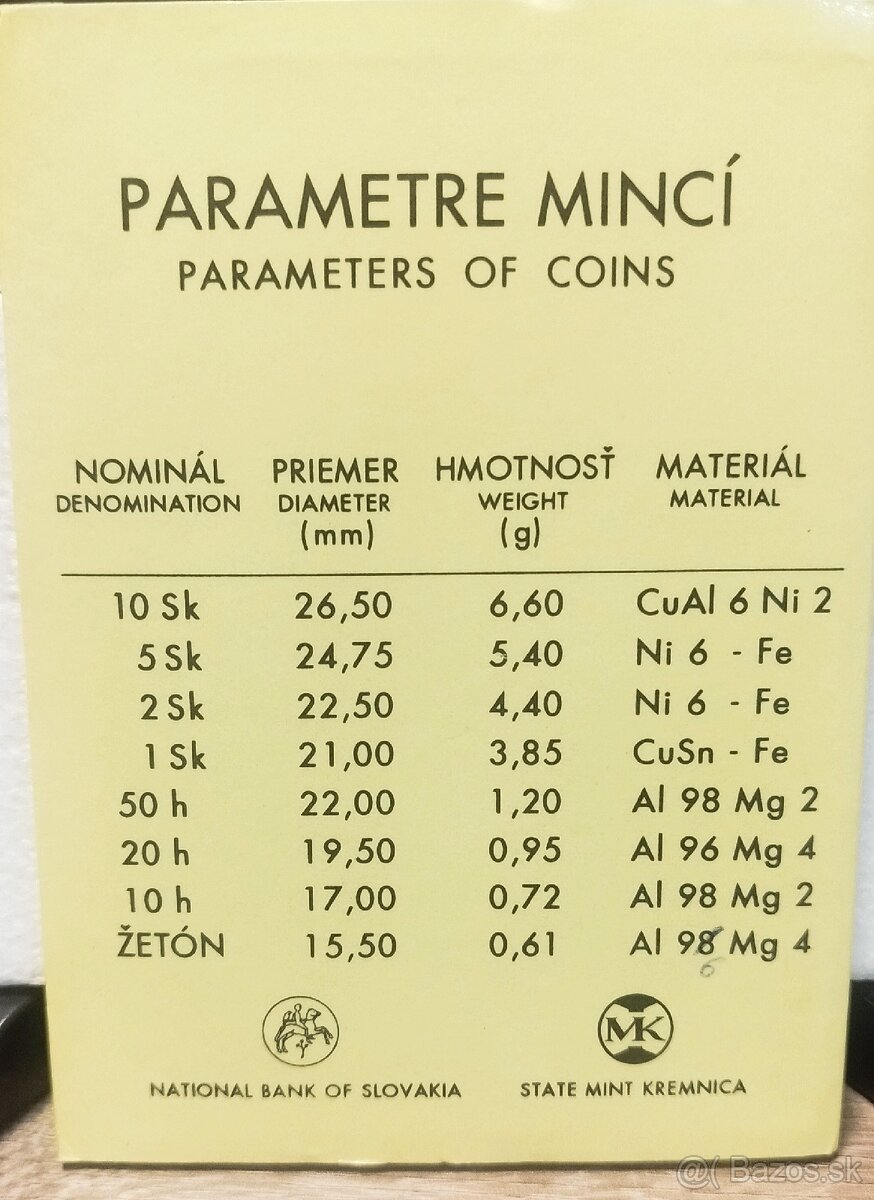 PARAMETRE MINCÍ
PARAMETERS OF COINS
NOMINÁL PRIEMER HMOTNOSŤ MATERIÁL
DENOMINATION DIAMETER WEIGHT MATERIAL
(mm) (g)
10 Sk 26,50 6,60 CuAl 6 Ni 2
5 Sk 24,75 5,40 Ni 6 - Fe
2 Sk 22,50 4,40 Ni 6 - Fe
1 Sk 21,00 3,85 CuSn - Fe
50 h 22,00 1,20 Al 98 Mg 2
20 h 19,50 0,95 Al 96 Mg 4
10 h 17,00 0,72 Al 98 Mg 2
ŽETÓN 15,50 0,61 Al 98 Mg 4
6
MK
NATIONAL BANK OF SLOVAKIA STATE MINT KREMNICA
@( Bazos.sk